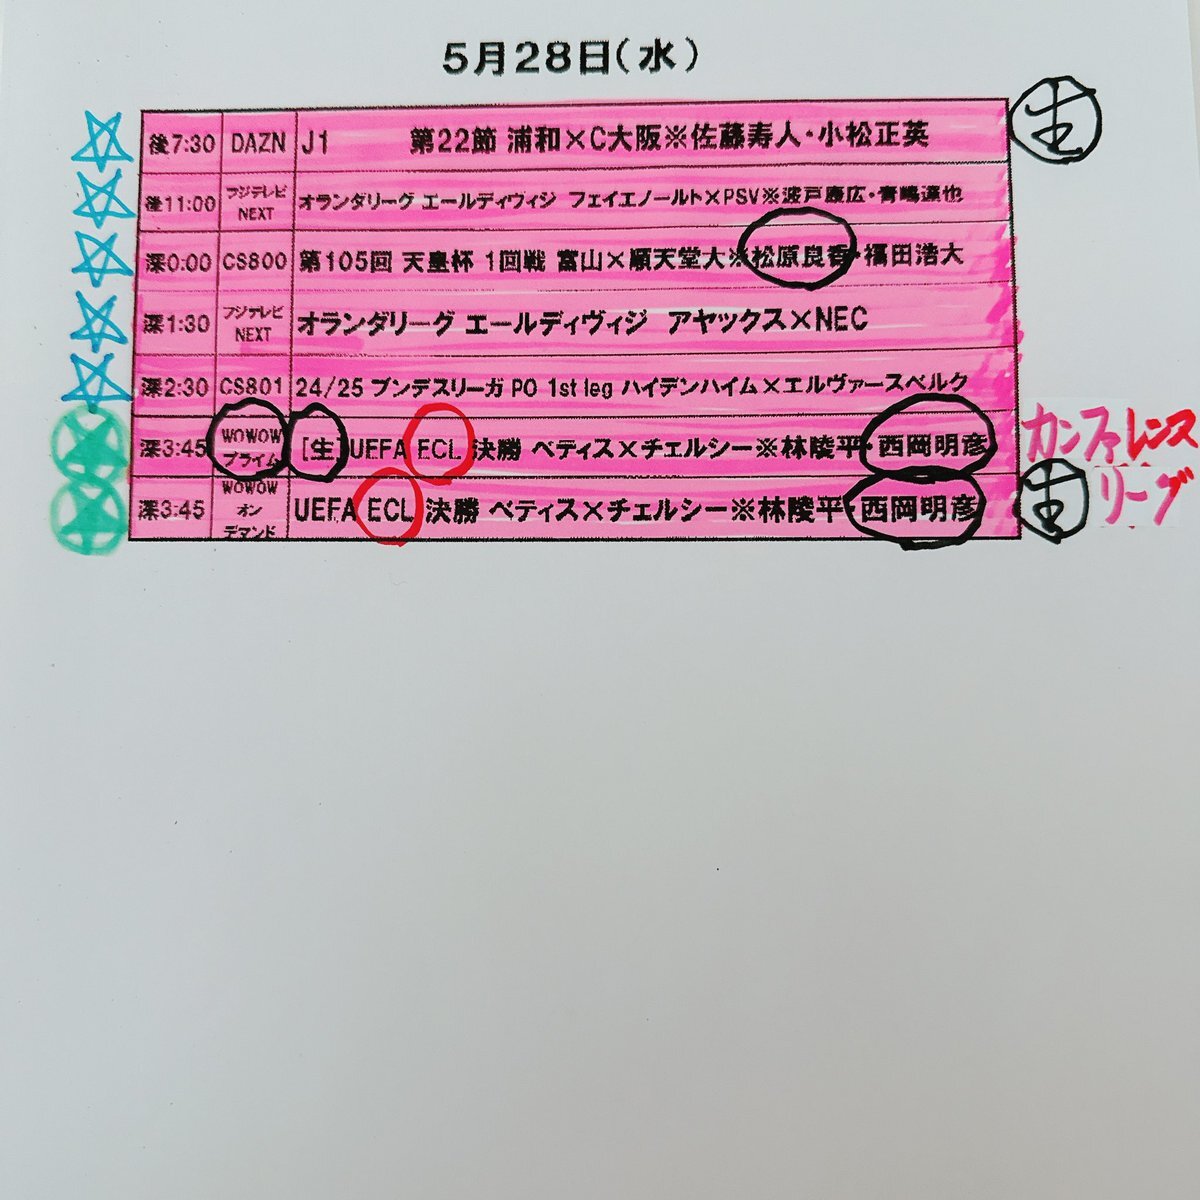 5月28日(水)
後7:30 DAZN J1 第22節 浦和×C大阪※佐藤寿人・小松正英 生
後11:00 フジテレビ NEXT オランダリーグ エールディヴィジ フェイエノールト×PSV※波戸康広・青嶋達也
深0:00 CS800 第105回 天皇杯 1回戦 富山×順天堂大※松原良香・福田浩大
深1:30 フジテレビ NEXT オランダリーグ エールディヴィジ アヤックス×NEC
深2:30 CS801 24/25 ブンデスリーガ PO 1st leg ハイデンハイム×エルヴァースベルク
深3:45 WOWOW プライム [生]UEFA ECL 決勝 ベティス×チェルシー※林陵平・西岡明彦 カンファレンス
深3:45 WOWOW オン デマンド UEFA ECL 決勝 ベティス×チェルシー※林陵平・西岡明彦 生 リーグ